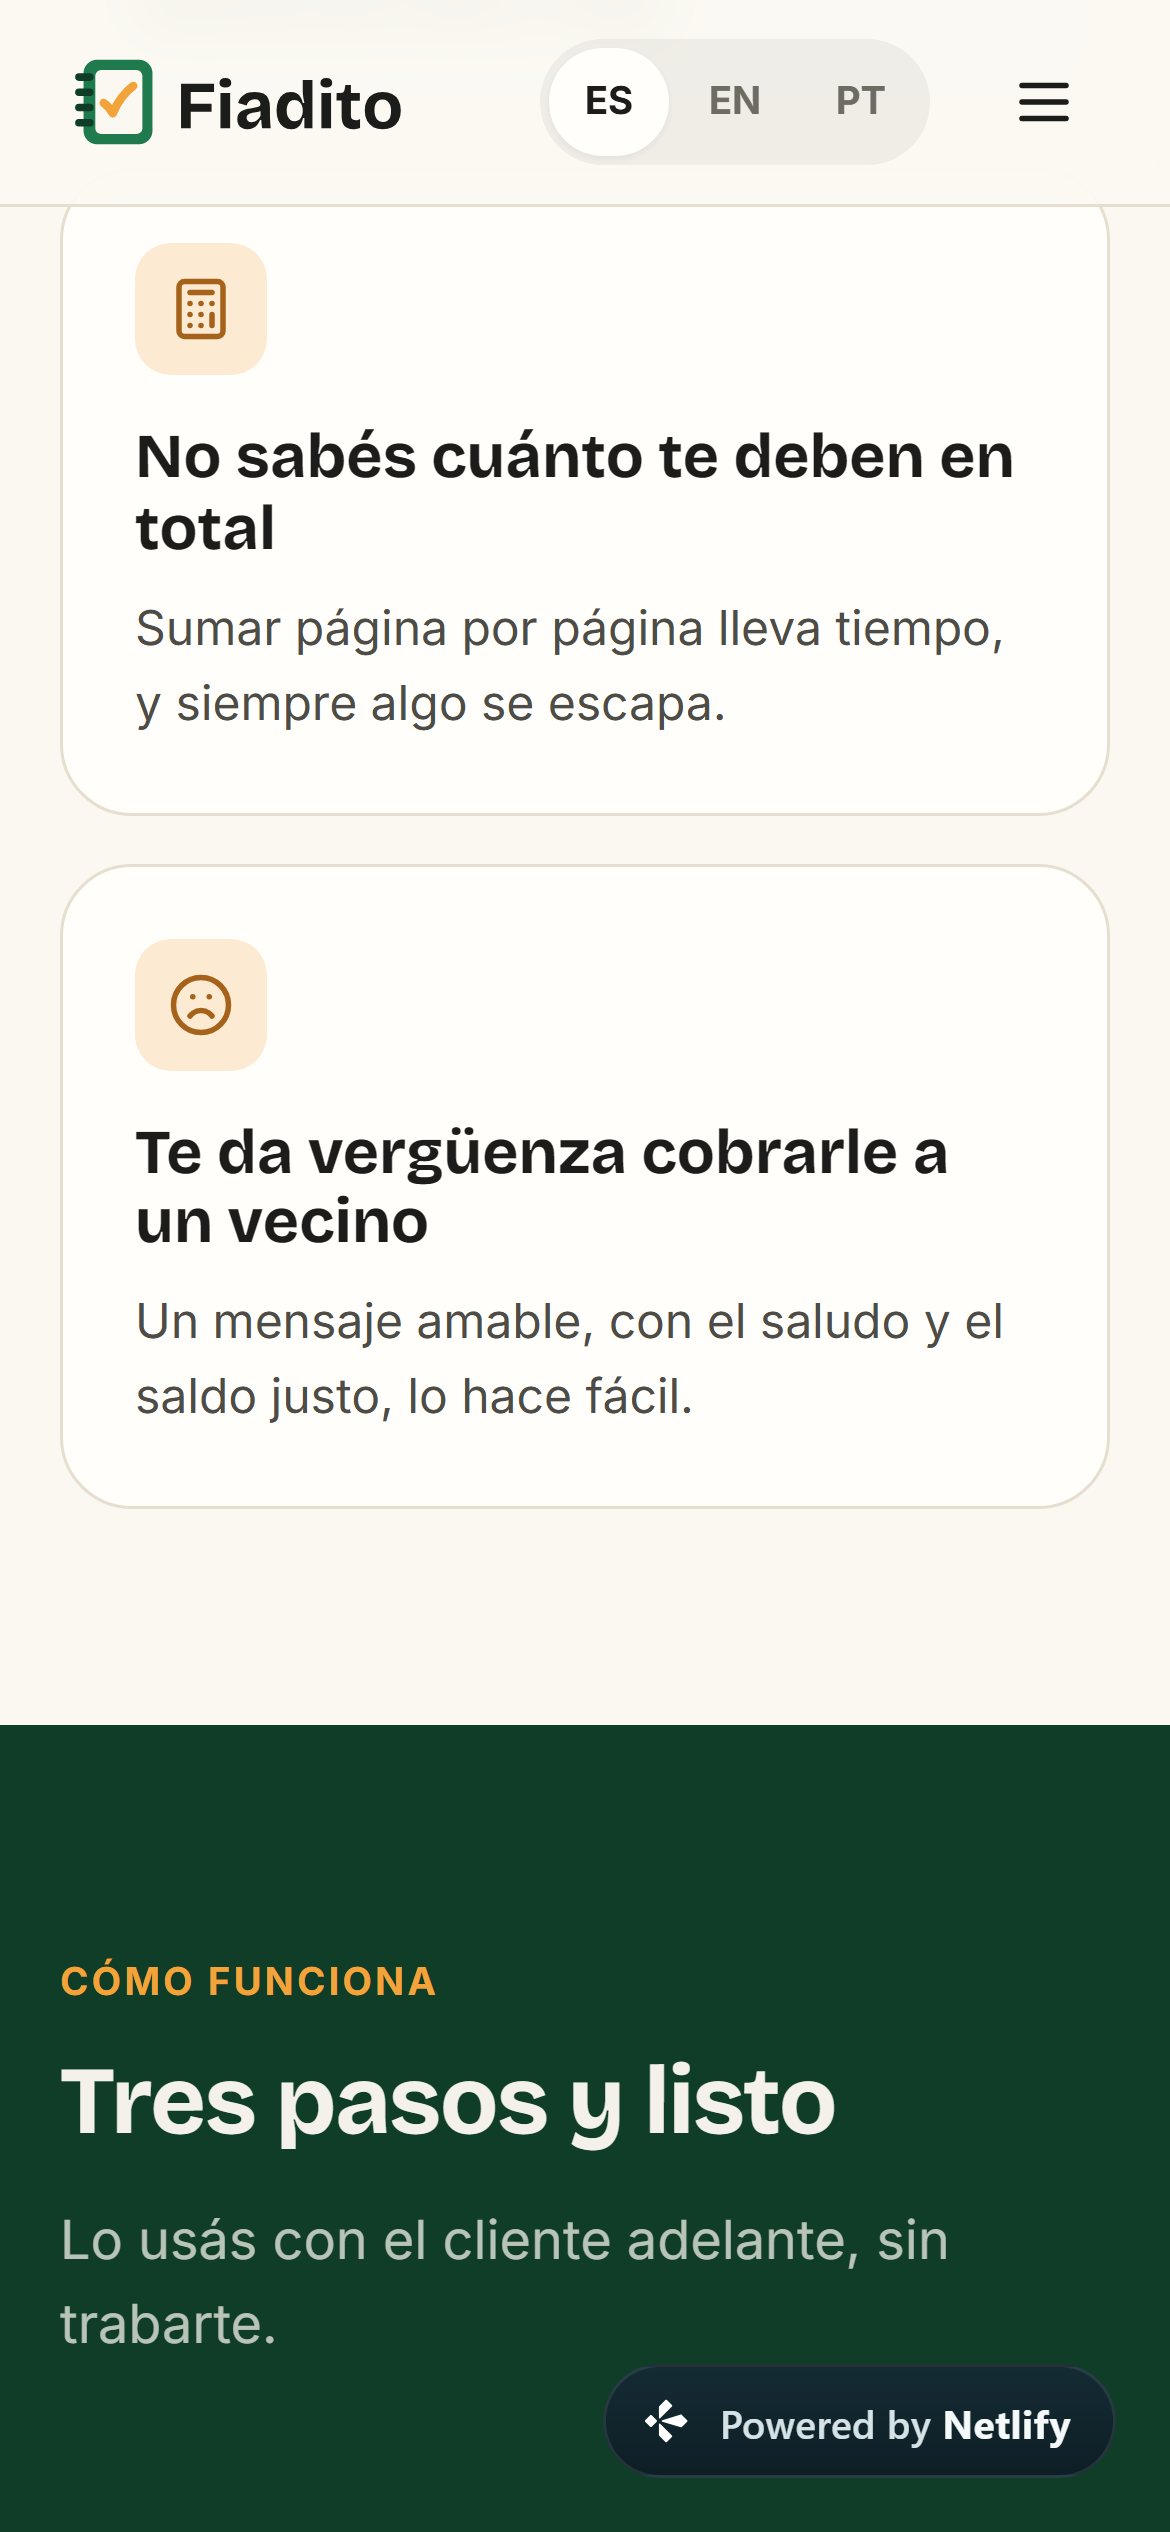 Fiadito
ES EN PT
No sabés cuánto te deben en
total
Sumar página por página lleva tiempo,
y siempre algo se escapa.
Te da vergüenza cobrarle a
un vecino
Un mensaje amable, con el saludo y el
saldo justo, lo hace fácil.
CÓMO FUNCIONA
Tres pasos y listo
Lo usás con el cliente adelante, sin
trabarte.
Powered by Netlify